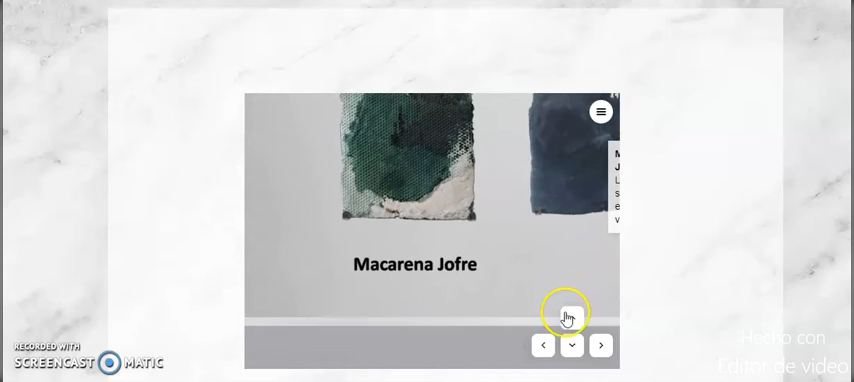 M
J
L
s
e
v
Macarena Jofre
RECORDED WITH
SCREENCAST MATIC
Hecho con
Editor de video